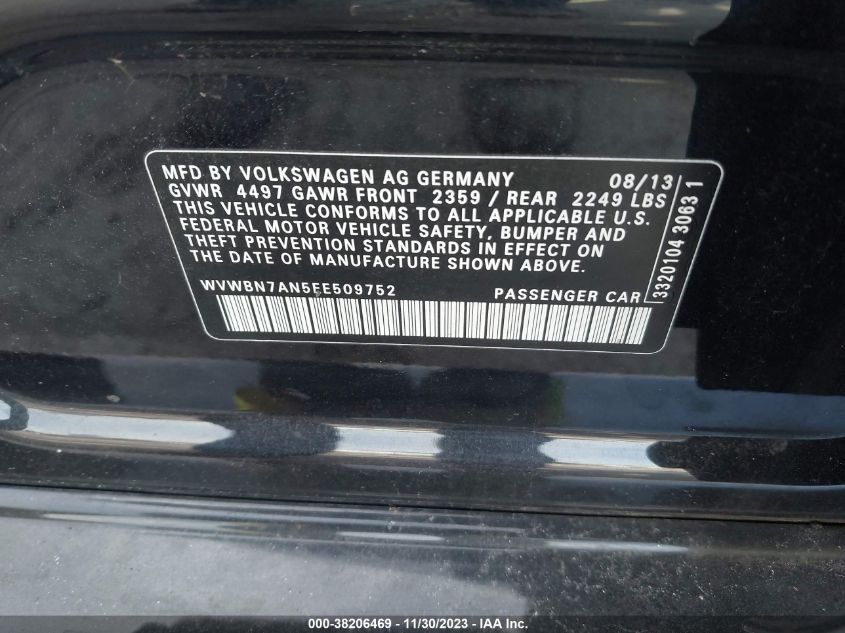 MFD BY VOLKSWAGEN AG GERMANY 08/13
GVWR 4497 GAWR FRONT 2359 / REAR 2249 LBS
THIS VEHICLE CONFORMS TO ALL APPLICABLE U.S.
FEDERAL MOTOR VEHICLE SAFETY, BUMPER AND
THEFT PREVENTION STANDARDS IN EFFECT ON
THE DATE OF MANUFACTURE SHOWN ABOVE.
WVWBN7AN5EE509752 PASSENGER CAR
3320104 3063 1
000-38206469 - 11/30/2023 - IAA Inc.